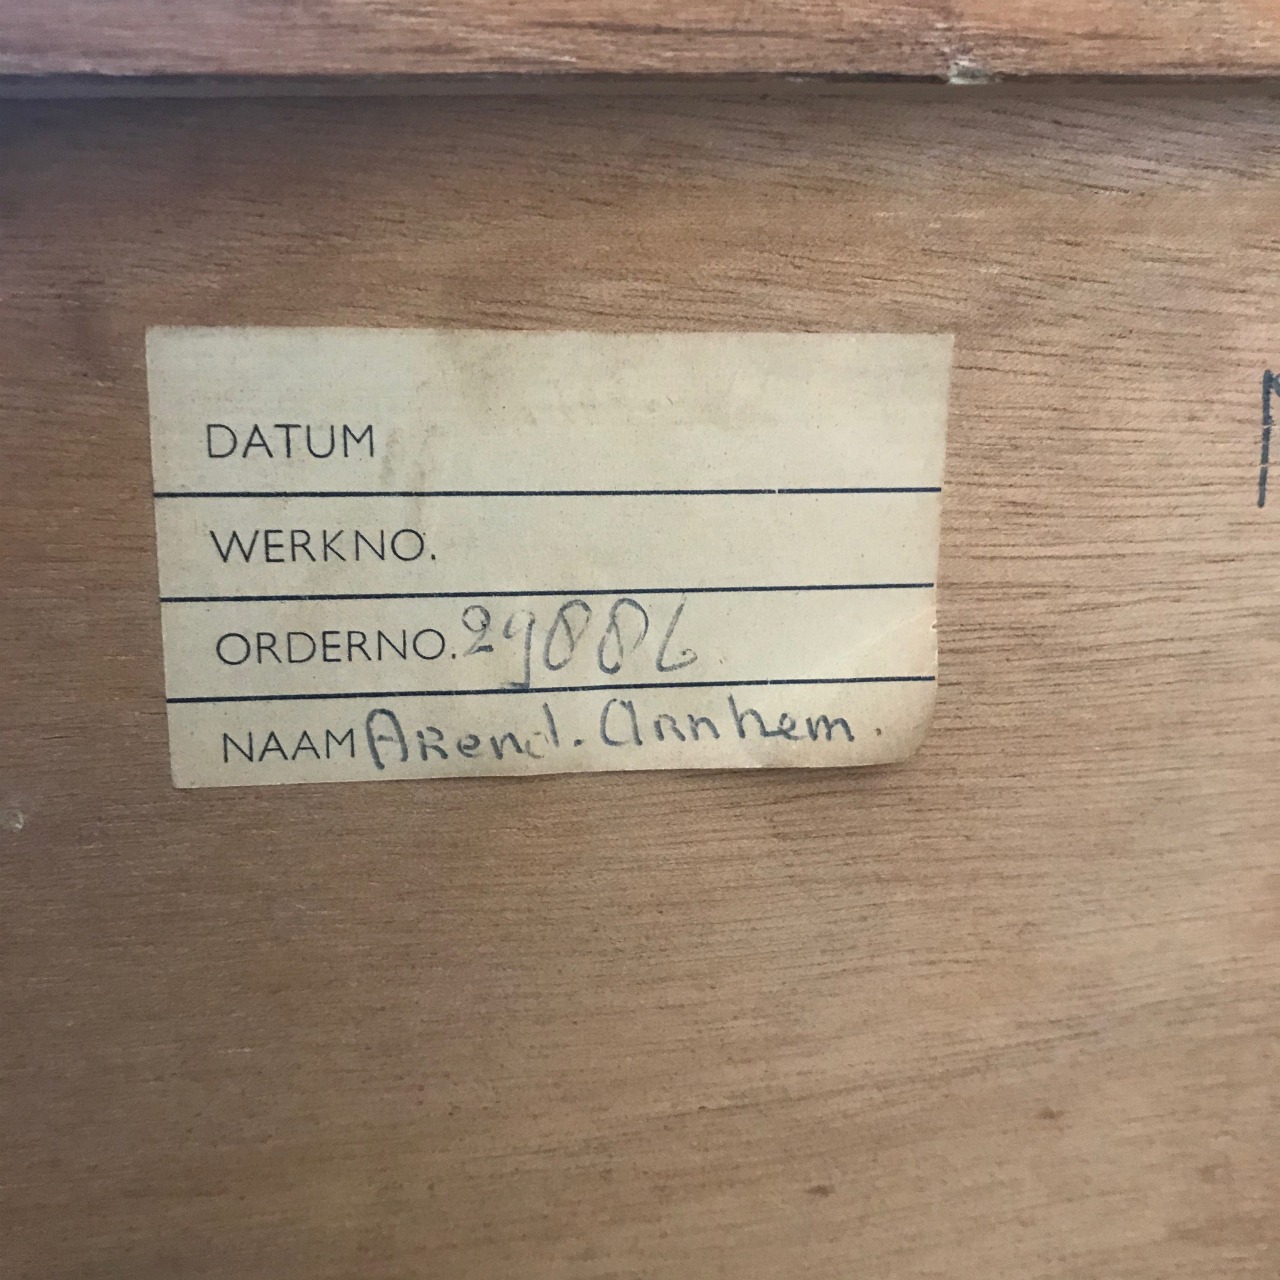 DATUM
WERKNO.
ORDERNO. 29886
NAAM Arend. Arnhem.